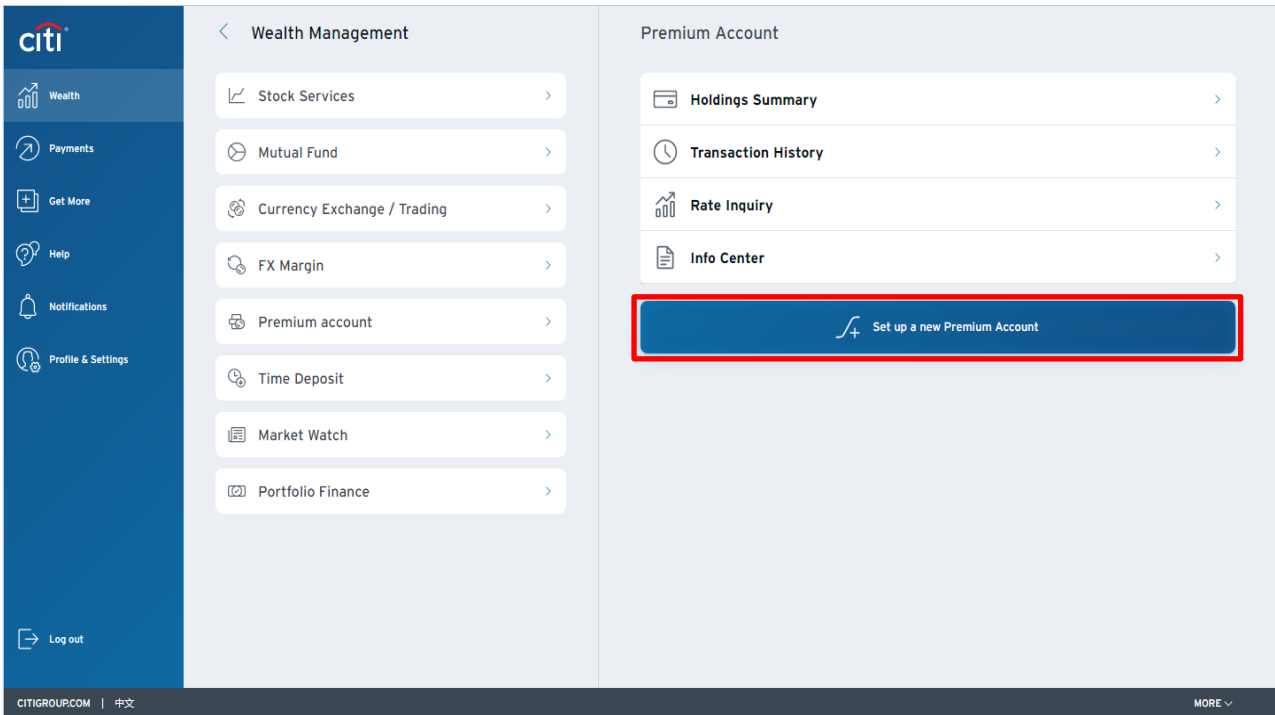 citi
Wealth
Payments
Get More
Help
Notifications
Profile & Settings
Log out
Wealth Management
Stock Services
Mutual Fund
Currency Exchange / Trading
FX Margin
Premium account
Time Deposit
Market Watch
Portfolio Finance
Premium Account
Holdings Summary
Transaction History
Rate Inquiry
Info Center
Set up a new Premium Account
CITIGROUP.COM | 中文
MORE